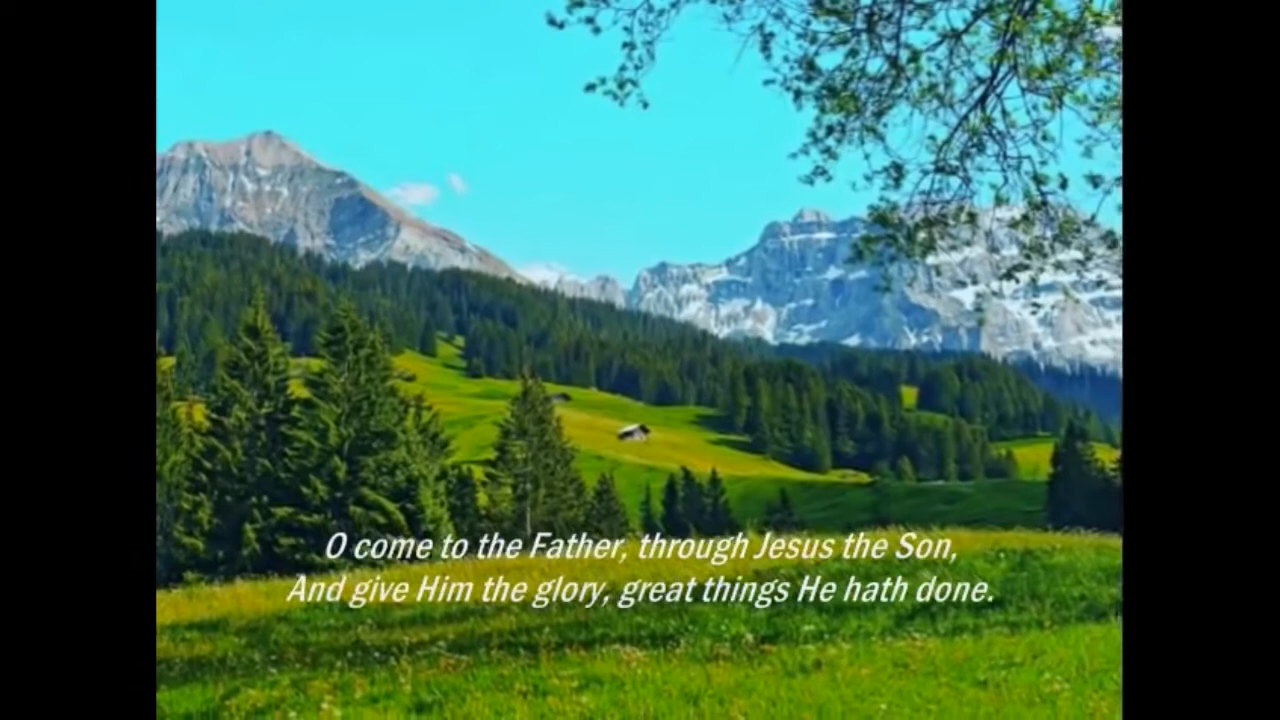 O come to the Father, through Jesus the Son,
And give Him the glory, great things He hath done.